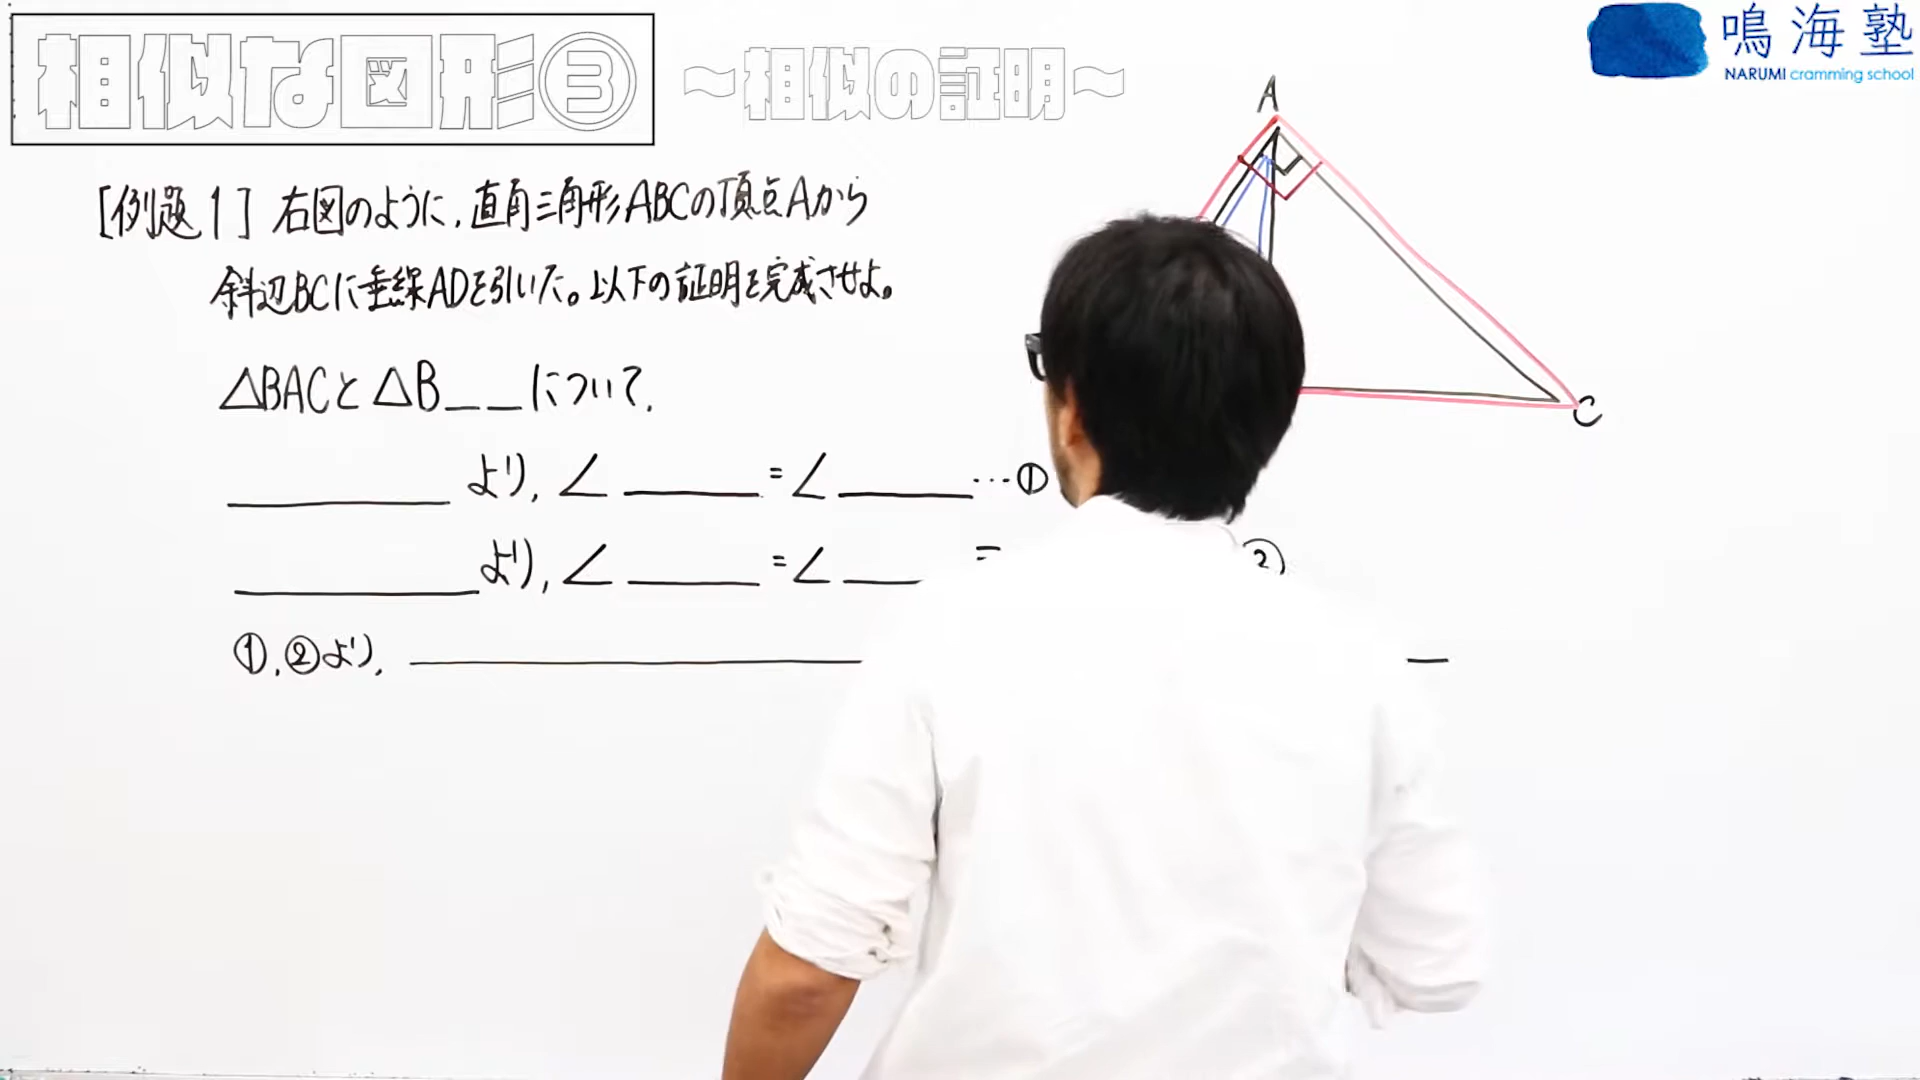 相似な図形③
～相似の証明～
鳴海塾
NARUMI cramming school
[例題1] 右図のように,直角三角形ABCの頂点Aから
斜辺BCに垂線ADを引いた。以下の証明を完成させよ。
△BACと△B__について,
______より,∠____=∠____…①
______より,∠____=∠___ = ②
①,②より,
A
C